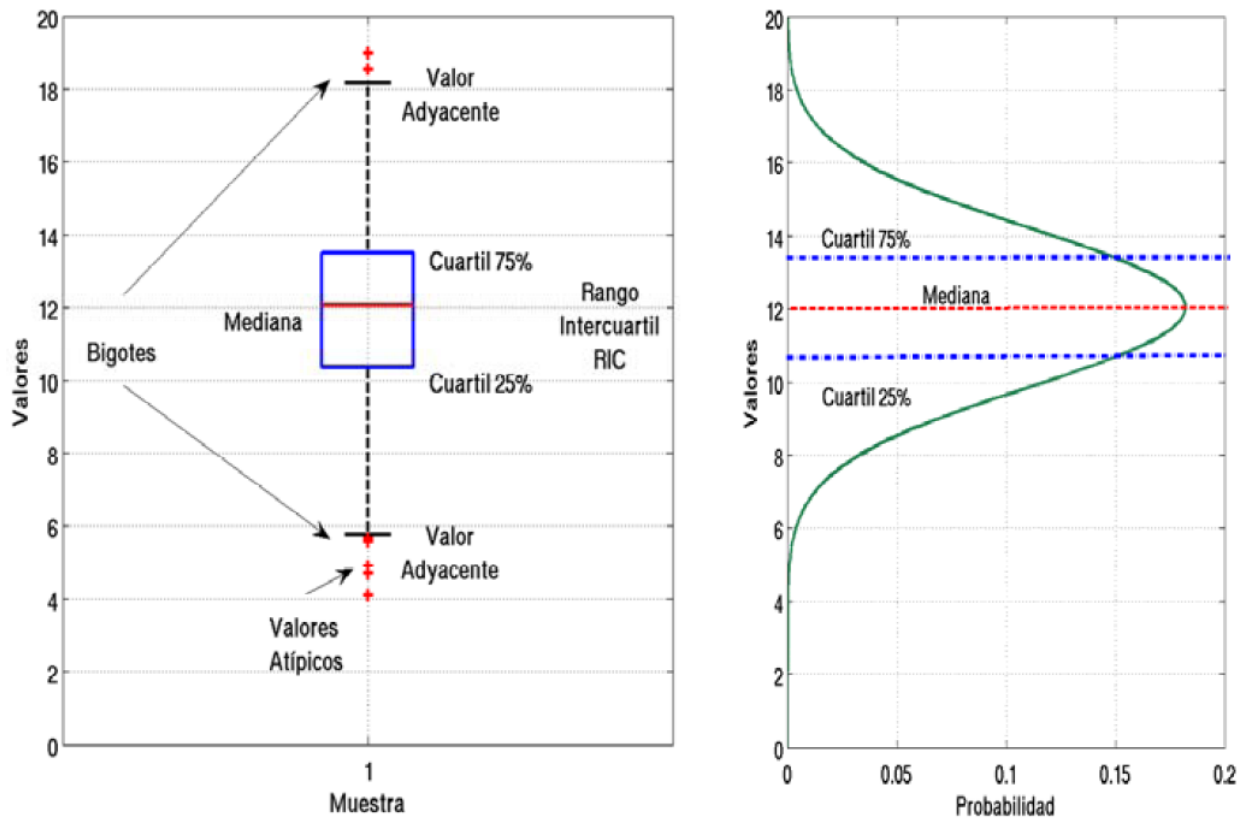 20
18
16
14
12
10
8
6
4
2
0
Valores
Valor
Adyacente
Cuartil 75%
Rango
Intercuartil
RIC
Mediana
Bigotes
Cuartil 25%
Valor
Adyacente
Valores
Atípicos
1
Muestra
20
18
16
14
12
10
8
6
4
2
0
Valores
Cuartil 75%
Mediana
Cuartil 25%
0
0.05
0.1
0.15
0.2
Probabilidad